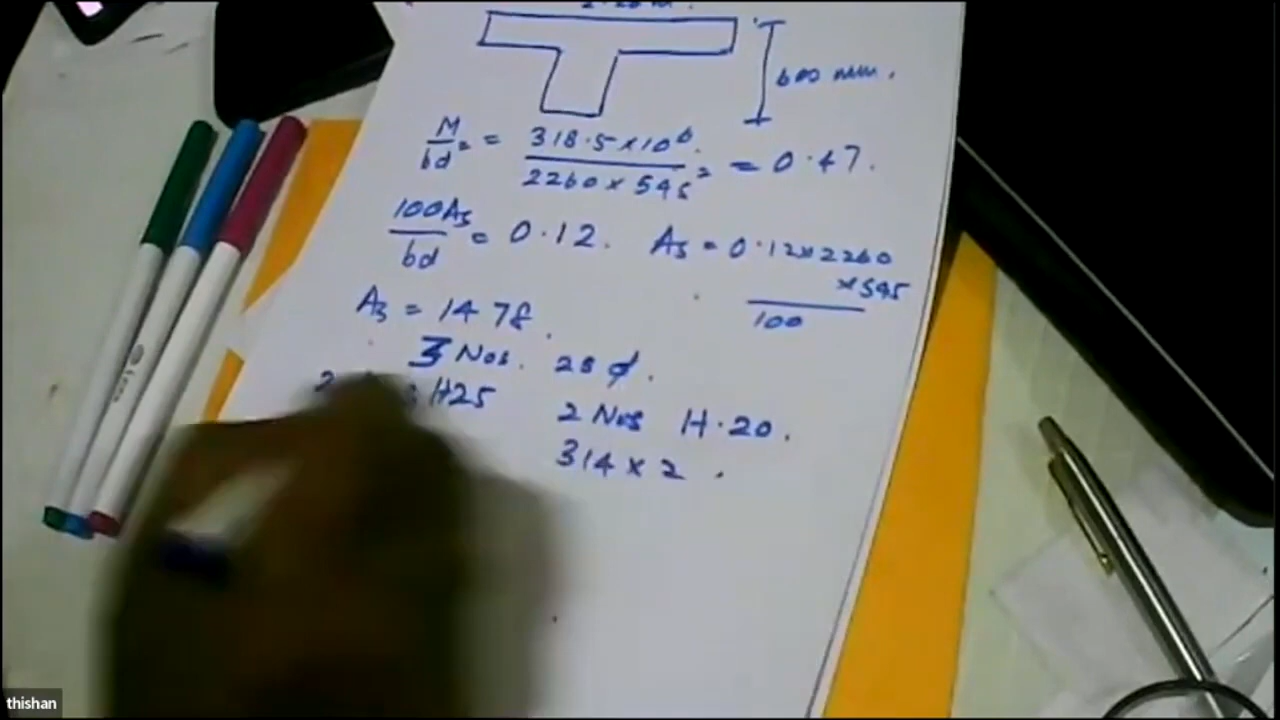 600 mm.
M/bd² = 318.5×10⁶ / 2260×545² = 0.47.
100As/bd = 0.12. As = 0.12×2260×545 / 100
As = 1478.
3 Nos. 25 ϕ.
H25
2 Nos H.20.
314 × 2.
thishan